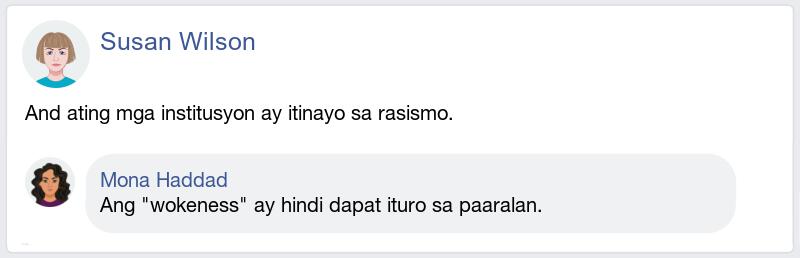 Susan Wilson
And ating mga institusyon ay itinayo sa rasismo.
Mona Haddad
Ang "wokeness" ay hindi dapat ituro sa paaralan.